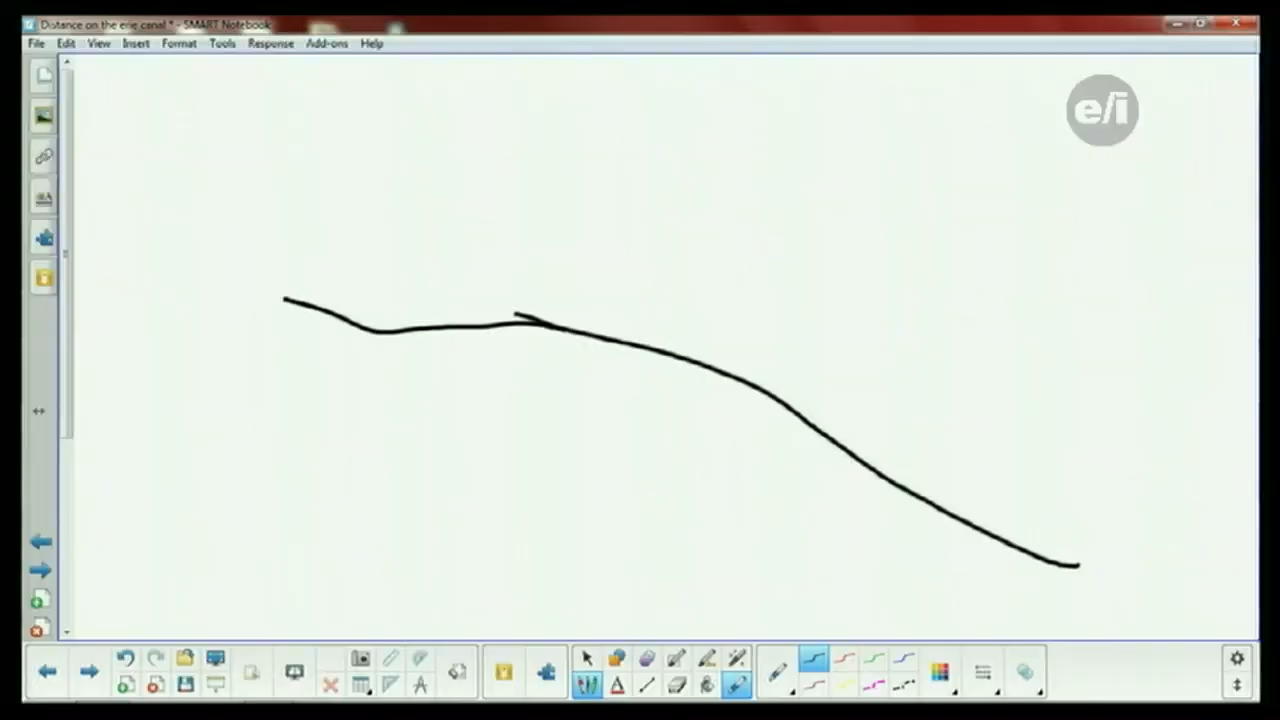 Distance on the erie canal * - SMART Notebook
File Edit View Insert Format Tools Response Add-ons Help
e/i